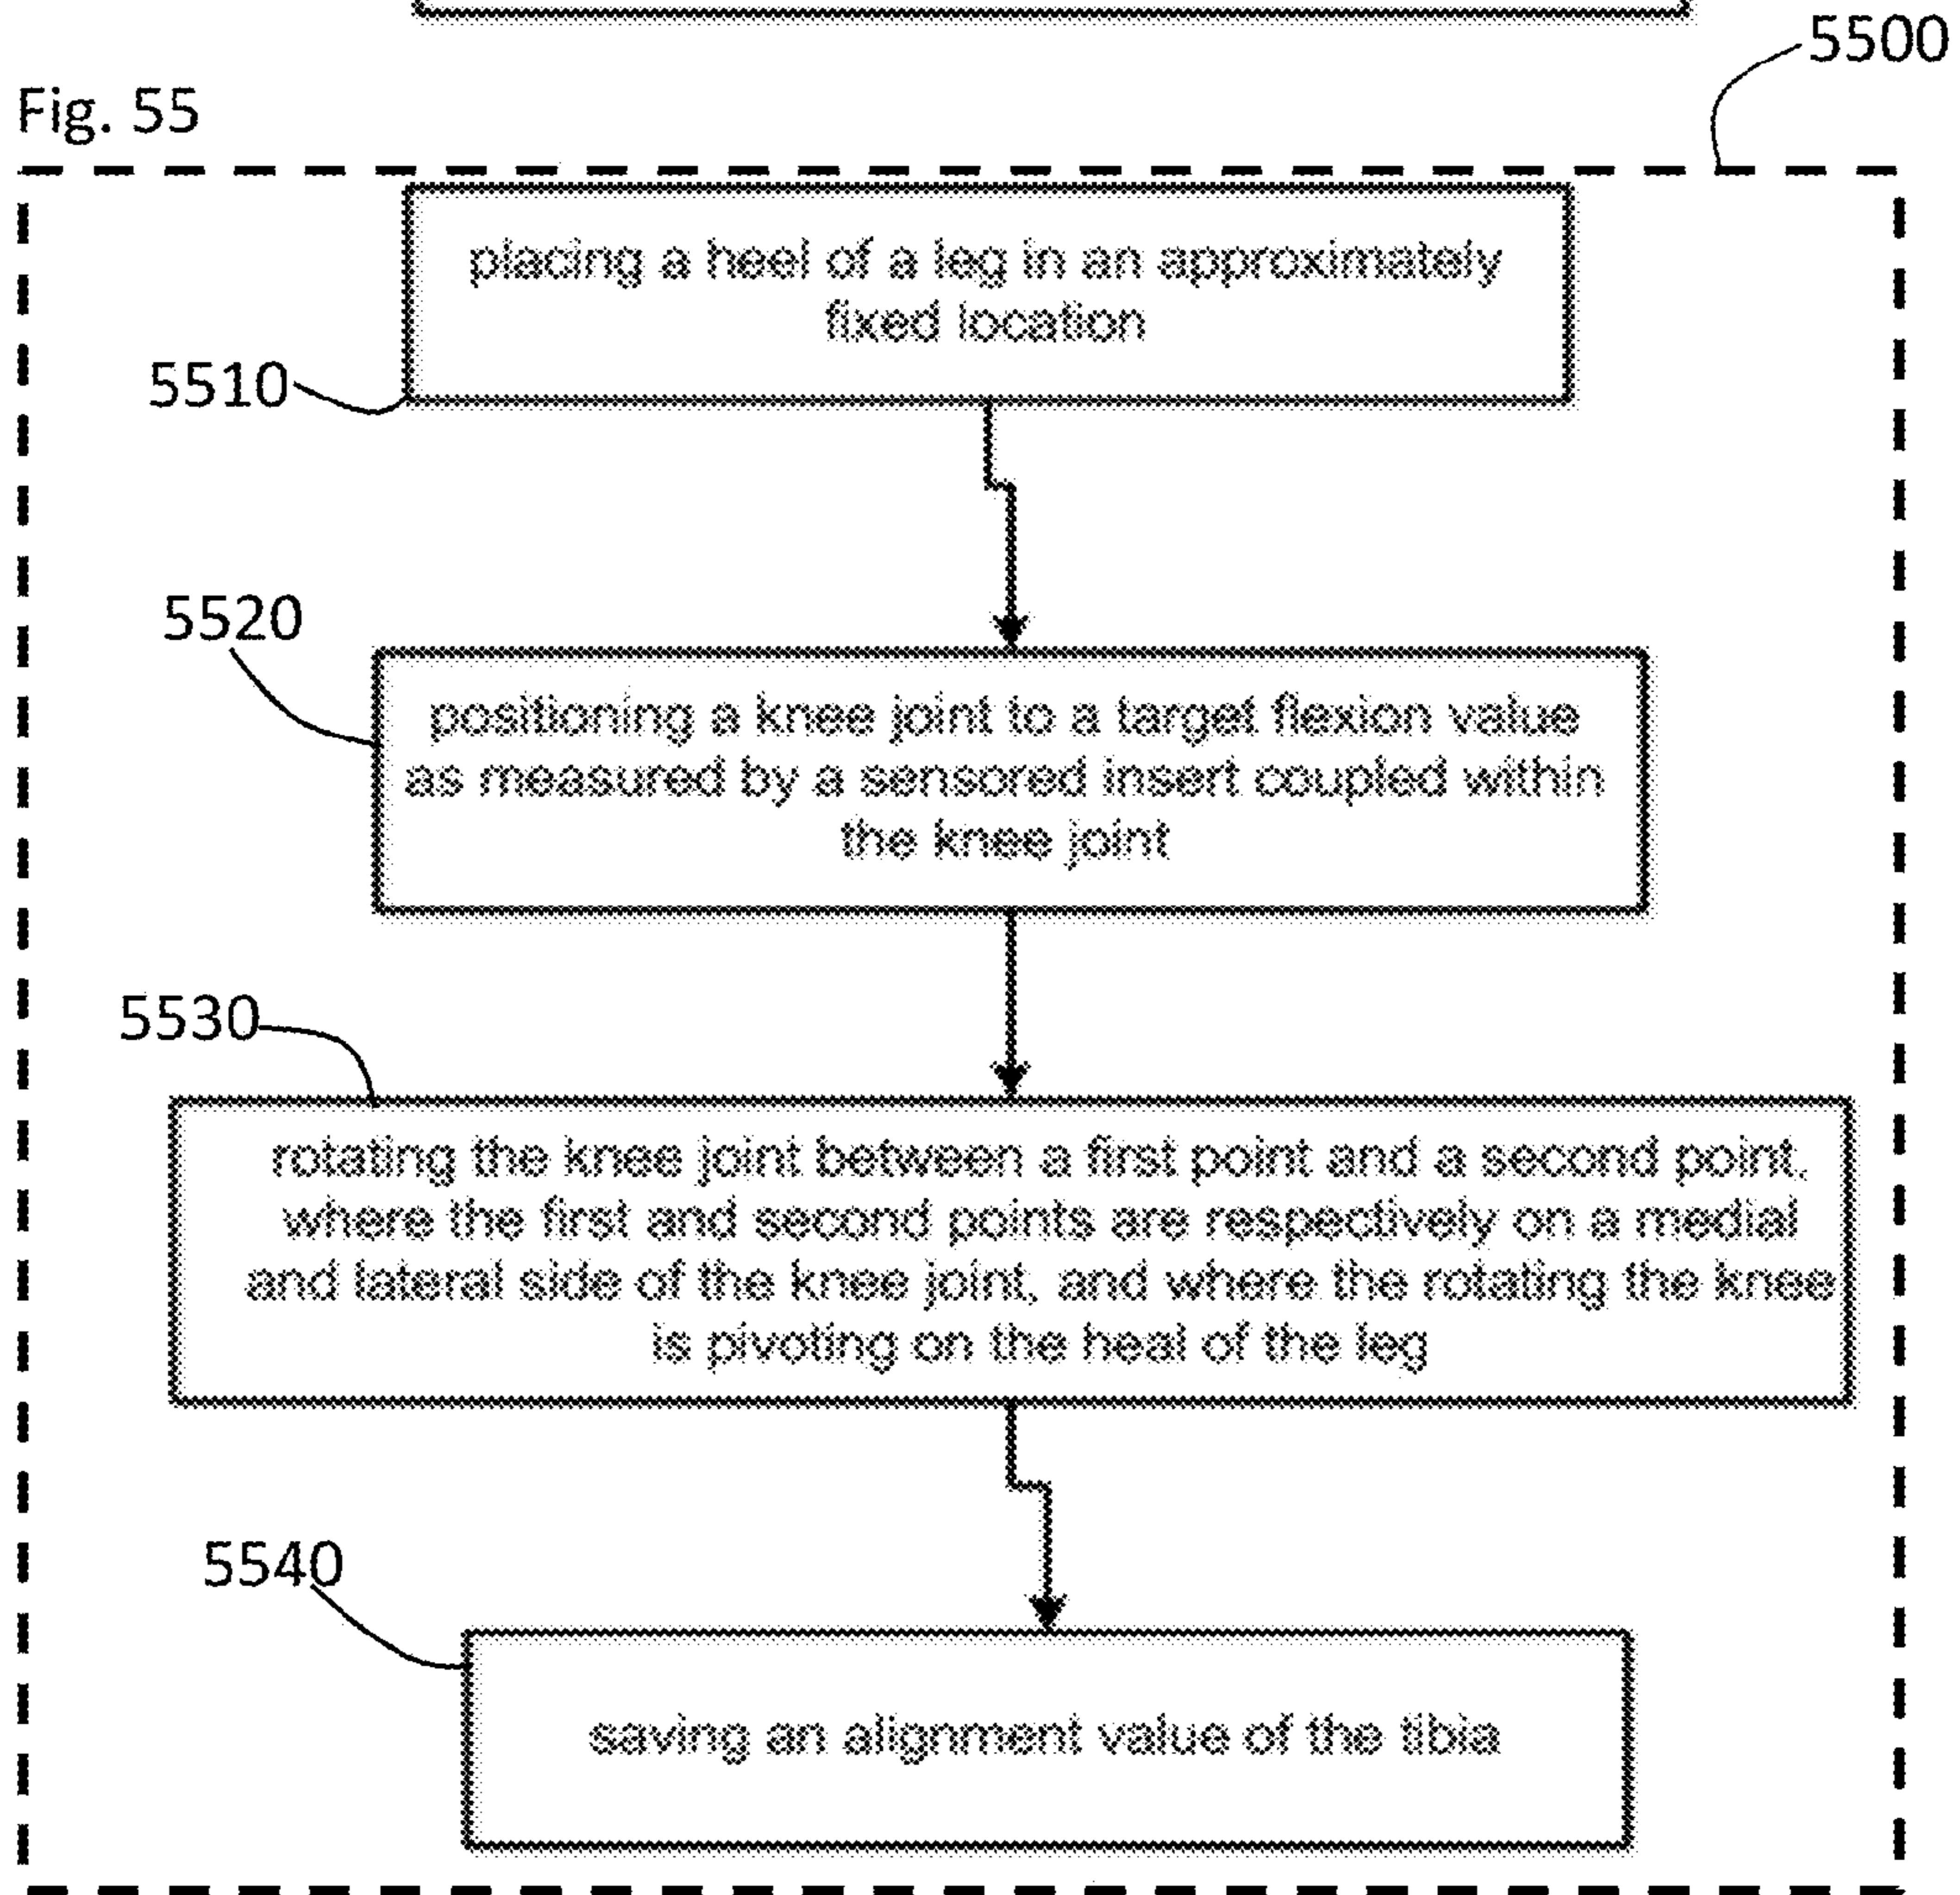 5500
Fig. 55
placing a heel of a leg in an approximately
fixed location
5510
5520
positioning a knee joint to a target flexion value
as measured by a sensored insert coupled within
the knee joint
5530
rotating the knee joint between a first point and a second point,
where the first and second points are respectively on a medial
and lateral side of the knee joint, and where the rotating the knee
is pivoting on the heal of the leg
5540
saving an alignment value of the tibia